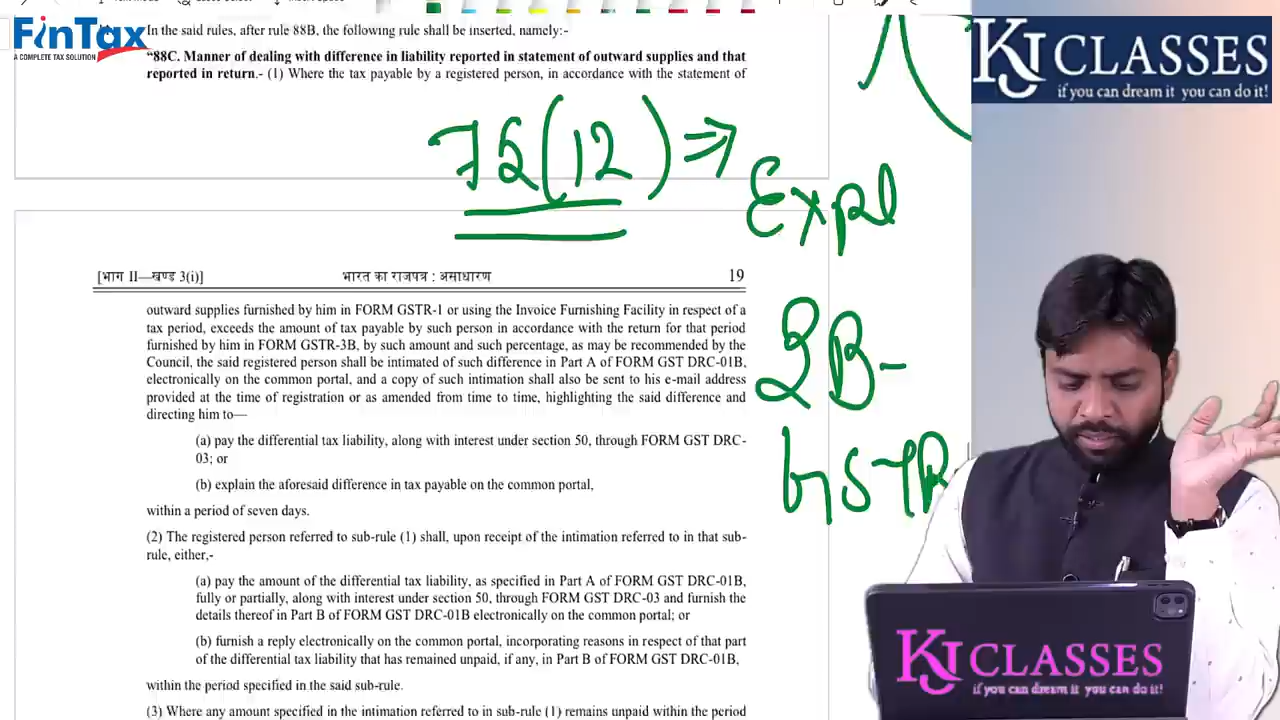 FinTax
A COMPLETE TAX SOLUTION
In the said rules, after rule 88B, the following rule shall be inserted, namely:-
"88C. Manner of dealing with difference in liability reported in statement of outward supplies and that
reported in return.- (1) Where the tax payable by a registered person, in accordance with the statement of
75(12) ⇒
Expl
[भाग II—खण्ड 3(i)] भारत का राजपत्र : असाधारण 19
outward supplies furnished by him in FORM GSTR-1 or using the Invoice Furnishing Facility in respect of a
tax period, exceeds the amount of tax payable by such person in accordance with the return for that period
furnished by him in FORM GSTR-3B, by such amount and such percentage, as may be recommended by the
Council, the said registered person shall be intimated of such difference in Part A of FORM GST DRC-01B,
electronically on the common portal, and a copy of such intimation shall also be sent to his e-mail address
provided at the time of registration or as amended from time to time, highlighting the said difference and
directing him to—
(a) pay the differential tax liability, along with interest under section 50, through FORM GST DRC-
03; or
(b) explain the aforesaid difference in tax payable on the common portal,
within a period of seven days.
2B-
GSTR
(2) The registered person referred to sub-rule (1) shall, upon receipt of the intimation referred to in that sub-
rule, either,-
(a) pay the amount of the differential tax liability, as specified in Part A of FORM GST DRC-01B,
fully or partially, along with interest under section 50, through FORM GST DRC-03 and furnish the
details thereof in Part B of FORM GST DRC-01B electronically on the common portal; or
(b) furnish a reply electronically on the common portal, incorporating reasons in respect of that part
of the differential tax liability that has remained unpaid, if any, in Part B of FORM GST DRC-01B,
within the period specified in the said sub-rule.
(3) Where any amount specified in the intimation referred to in sub-rule (1) remains unpaid within the period
KJ CLASSES
if you can dream it you can do it!
KJ CLASSES
if you can dream it you can do it!